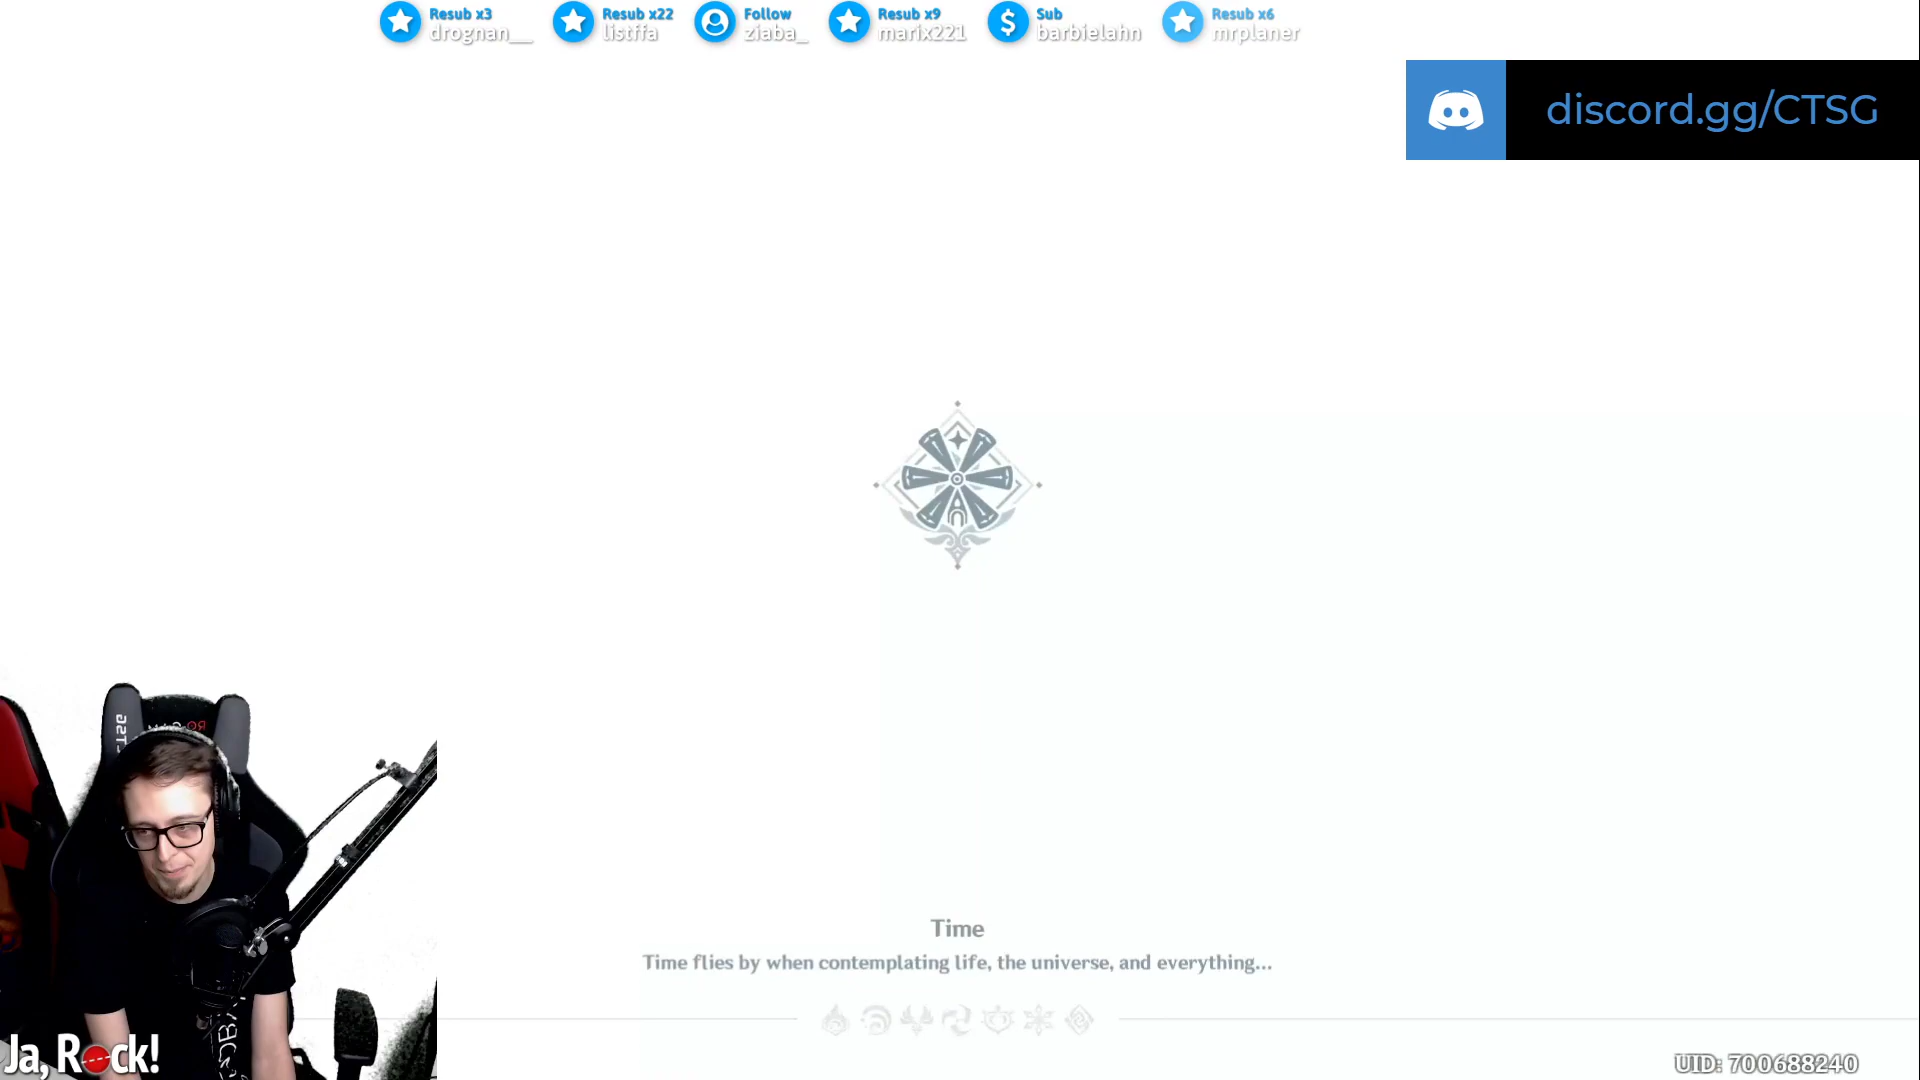 Resub x3
drognan__
Resub x22
listffa
Follow
ziaba_
Resub x9
marix221
Sub
barbielahn
Resub x6
mrplaner
discord.gg/CTSG
Time
Time flies by when contemplating life, the universe, and everything...
Ja, Rock!
UID: 700688240